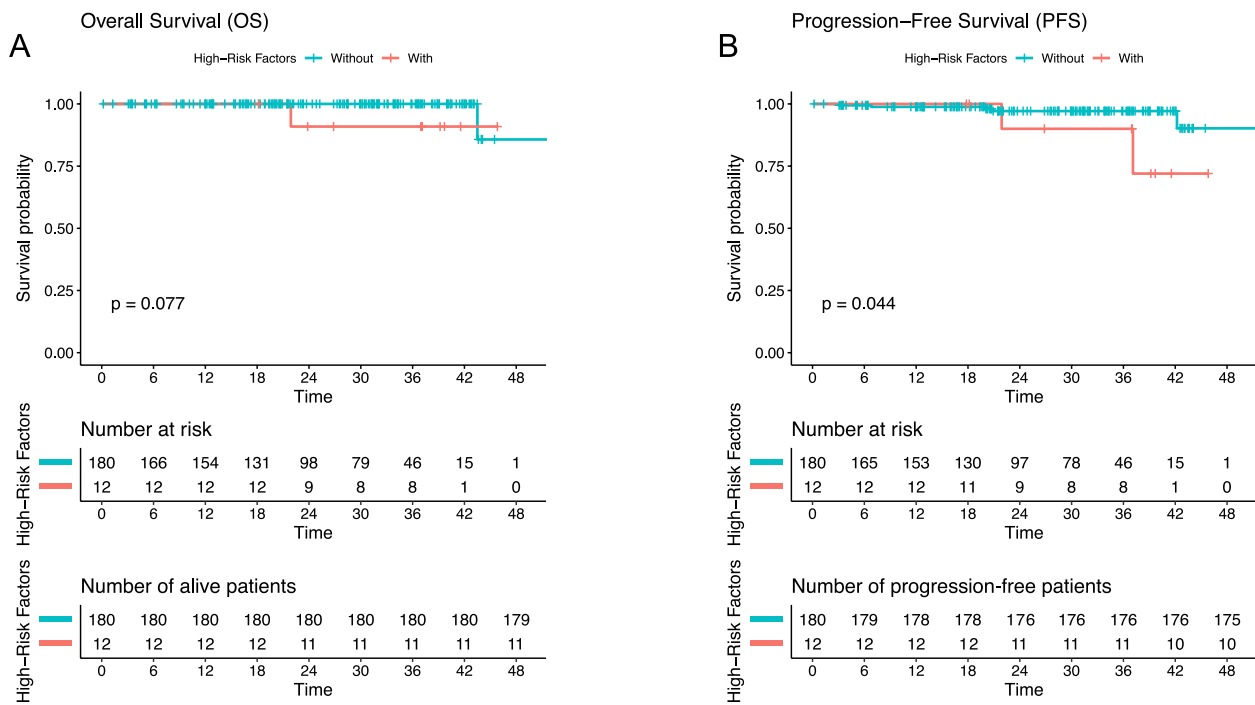 Overall Survival (OS)
A
High−Risk Factors Without With
1.00
0.75
0.50
0.25
0.00
Survival probability
p = 0.077
0 6 12 18 24 30 36 42 48
Time
Number at risk
High−Risk Factors
180 166 154 131 98 79 46 15 1
12 12 12 12 9 8 8 1 0
0 6 12 18 24 30 36 42 48
Time
Number of alive patients
High−Risk Factors
180 180 180 180 180 180 180 180 179
12 12 12 12 11 11 11 11 11
0 6 12 18 24 30 36 42 48
Time
Progression−Free Survival (PFS)
B
High−Risk Factors Without With
1.00
0.75
0.50
0.25
0.00
Survival probability
p = 0.044
0 6 12 18 24 30 36 42 48
Time
Number at risk
High−Risk Factors
180 165 153 130 97 78 46 15 1
12 12 12 11 9 8 8 1 0
0 6 12 18 24 30 36 42 48
Time
Number of progression-free patients
High−Risk Factors
180 179 178 178 176 176 176 176 175
12 12 12 12 11 11 11 10 10
0 6 12 18 24 30 36 42 48
Time